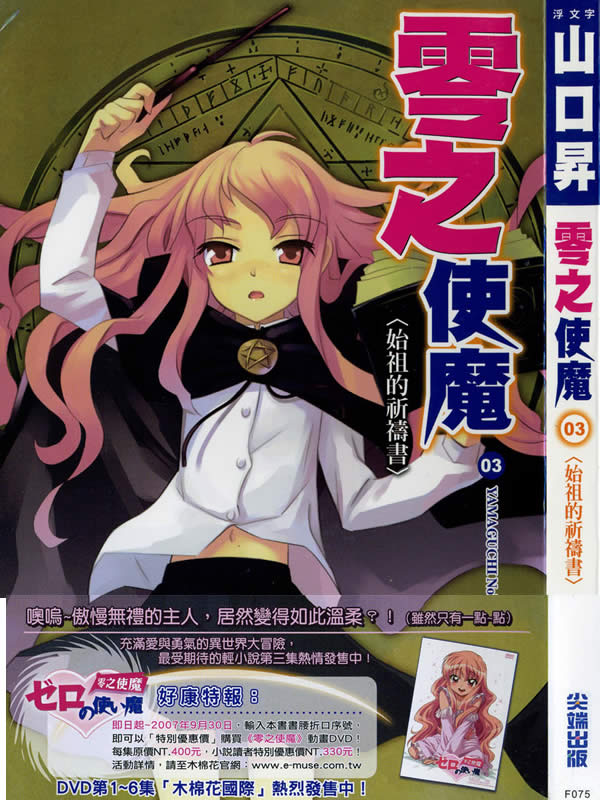 零之使魔
〈始祖的祈禱書〉
03
YAMAGUCHI No
浮文字
山口昇
零之使魔
03
〈始祖的祈禱書〉
尖端出版
F075
噢嗚~傲慢無禮的主人，居然變得如此溫柔？！（雖然只有一點~點）
充滿愛與勇氣的異世界大冒險，
最受期待的輕小說第三集熱情發售中！
零之使魔
ゼロの使い魔
好康特報：
即日起~2007年9月30日，輸入本書書腰折口序號，
即可以「特別優惠價」購買《零之使魔》動畫DVD！
每集原價NT.400元，小說讀者特別優惠價NT.330元！
活動詳情，請至木棉花官網：www.e-muse.com.tw
DVD第1~6集「木棉花國際」熱烈發售中！
零之使魔
ゼロの使い魔